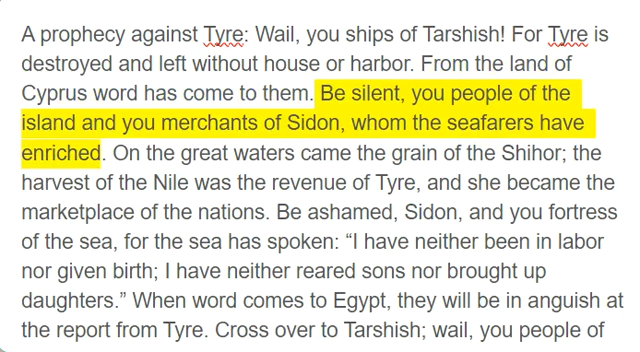 A prophecy against Tyre: Wail, you ships of Tarshish! For Tyre is
destroyed and left without house or harbor. From the land of
Cyprus word has come to them. Be silent, you people of the
island and you merchants of Sidon, whom the seafarers have
enriched. On the great waters came the grain of the Shihor; the
harvest of the Nile was the revenue of Tyre, and she became the
marketplace of the nations. Be ashamed, Sidon, and you fortress
of the sea, for the sea has spoken: “I have neither been in labor
nor given birth; I have neither reared sons nor brought up
daughters.” When word comes to Egypt, they will be in anguish at
the report from Tyre. Cross over to Tarshish; wail, you people of